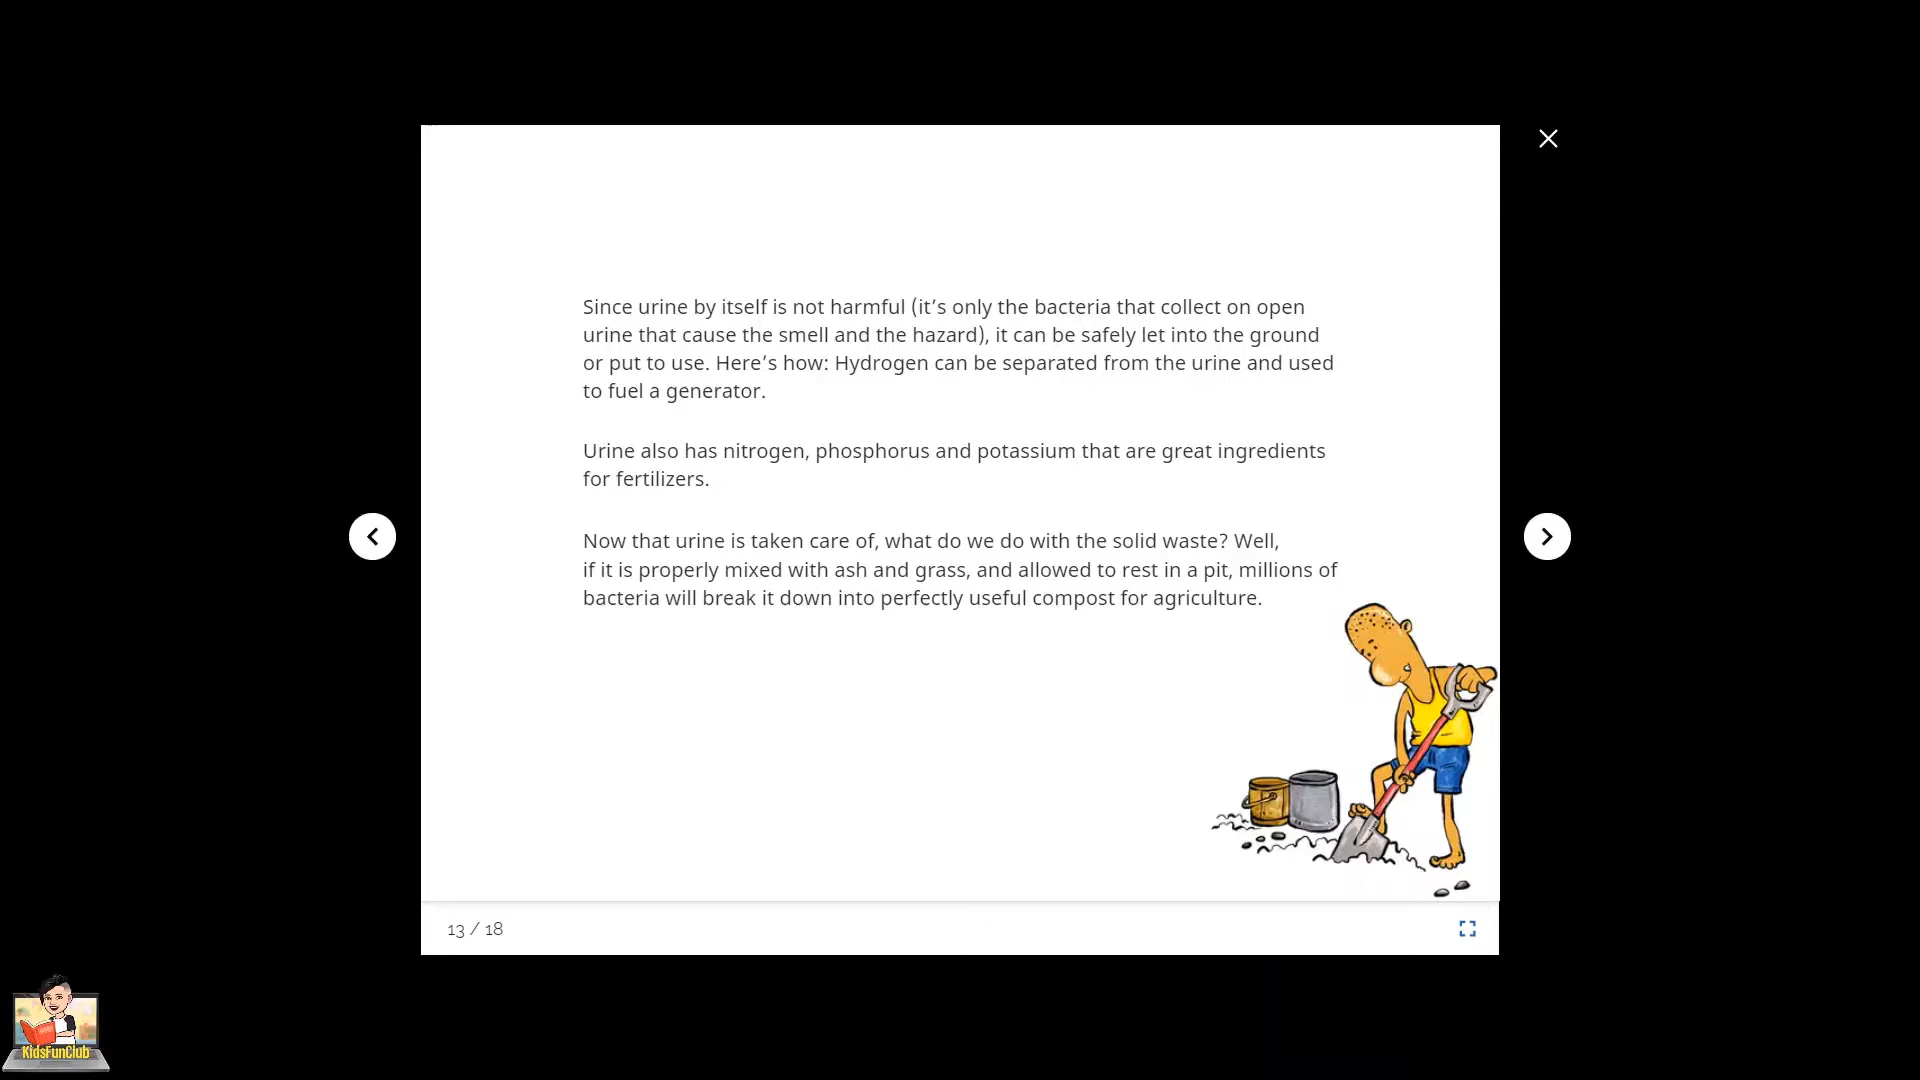 Since urine by itself is not harmful (it’s only the bacteria that collect on open
urine that cause the smell and the hazard), it can be safely let into the ground
or put to use. Here’s how: Hydrogen can be separated from the urine and used
to fuel a generator.
Urine also has nitrogen, phosphorus and potassium that are great ingredients
for fertilizers.
Now that urine is taken care of, what do we do with the solid waste? Well,
if it is properly mixed with ash and grass, and allowed to rest in a pit, millions of
bacteria will break it down into perfectly useful compost for agriculture.
13 / 18
KidsFunClub